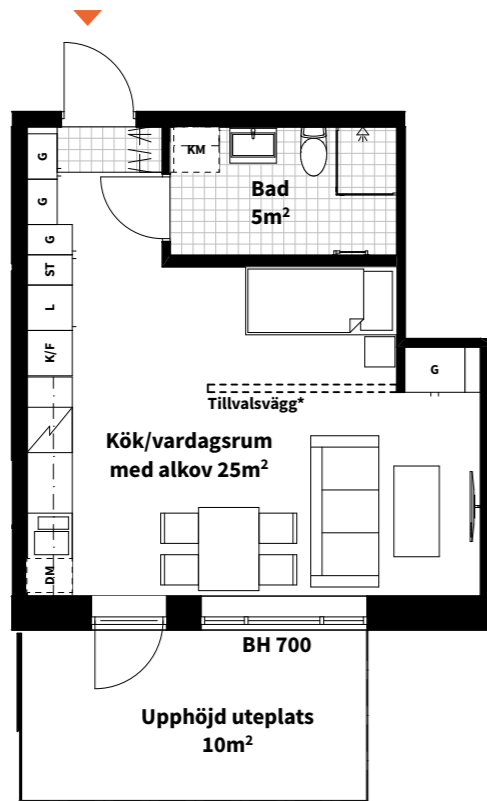 G
KM
Bad
5m²
G
G
ST
L
K/F
G
Tillvalsvägg*
Kök/vardagsrum
med alkov 25m²
DM
BH 700
Upphöjd uteplats
10m²